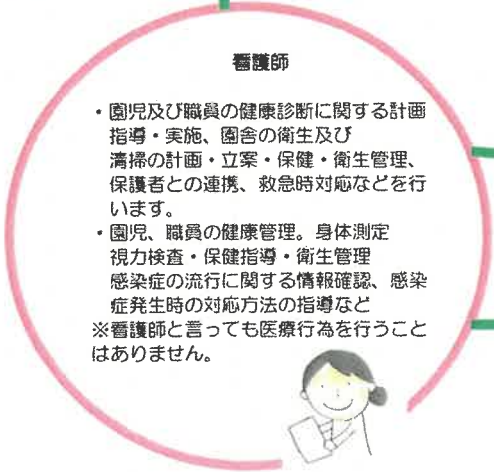 看護師
・園児及び職員の健康診断に関する計画
指導・実施、園舎の衛生及び
清掃の計画・立案・保健・衛生管理、
保護者との連携、救急時対応などを行
います。
・園児、職員の健康管理。身体測定
視力検査・保健指導・衛生管理
感染症の流行に関する情報確認、感染
症発生時の対応方法の指導など
※看護師と言っても医療行為を行うこと
はありません。